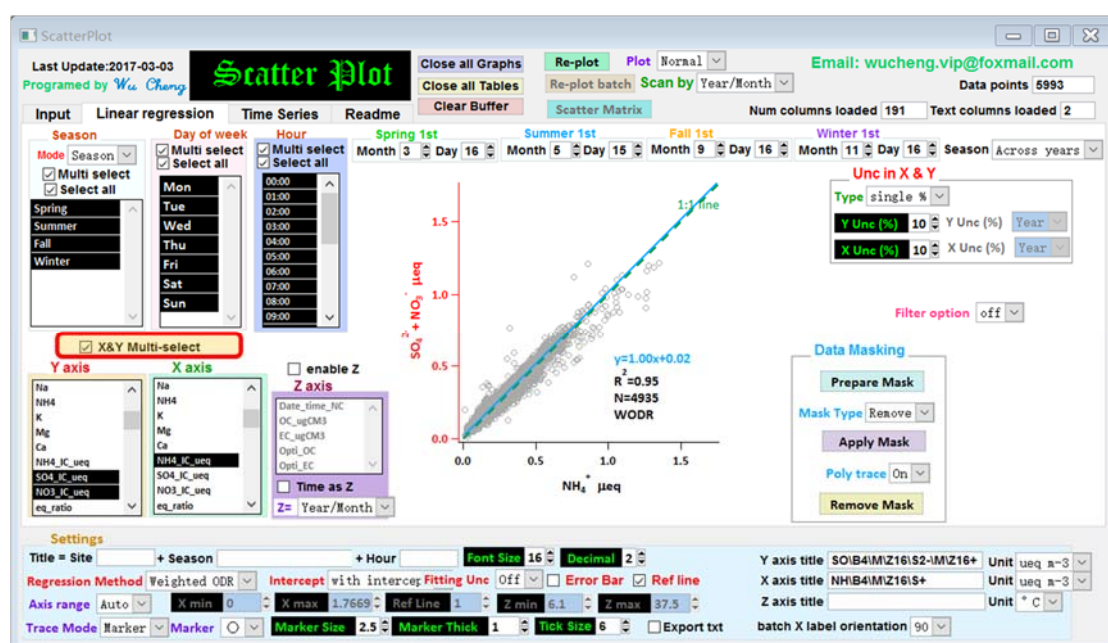 ScatterPlot
Last Update:2017-03-03
Programed by Wu Cheng
Scatter Plot
Close all Graphs
Close all Tables
Clear Buffer
Re-plot Plot Normal
Re-plot batch Scan by Year/Month
Scatter Matrix
Email: wucheng.vip@foxmail.com
Data points 5993
Num columns loaded 191 Text columns loaded 2
Input Linear regression Time Series Readme
Season
Mode Season
Multi select
Select all
Spring
Summer
Fall
Winter
Day of week
Multi select
Select all
Mon
Tue
Wed
Thu
Fri
Sat
Sun
Hour
Multi select
Select all
00:00
01:00
02:00
03:00
04:00
05:00
06:00
07:00
08:00
09:00
Spring 1st Summer 1st Fall 1st Winter 1st
Month 3 Day 16 Month 5 Day 15 Month 9 Day 16 Month 11 Day 16 Season Across years
X&Y Multi-select
Y axis
Na
NH4
K
Mg
Ca
NH4_IC_ueq
SO4_IC_ueq
NO3_IC_ueq
eq_ratio
X axis
Na
NH4
K
Mg
Ca
NH4_IC_ueq
SO4_IC_ueq
NO3_IC_ueq
eq_ratio
enable Z
Z axis
Date_time_NC
OC_ugCM3
EC_ugCM3
Opti_OC
Opti_EC
Time as Z
Z= Year/Month
SO₄²⁻ + NO₃⁻ µeq
1.5
1.0
0.5
0.0
1:1 line
y=1.00x+0.02
R²=0.95
N=4935
WODR
0.0 0.5 1.0 1.5
NH₄⁺ µeq
Unc in X & Y
Type single %
Y Unc (%) 10 Y Unc (%) Year
X Unc (%) 10 X Unc (%) Year
Filter option off
Data Masking
Prepare Mask
Mask Type Remove
Apply Mask
Poly trace On
Remove Mask
Settings
Title = Site + Season + Hour Font Size 16 Decimal 2 Y axis title SO\B4\M\Z16\S2-\M\Z16+ Unit ueq m-3
Regression Method Weighted ODR Intercept with intercep Fitting Unc Off Error Bar Ref line X axis title NH\B4\M\Z16\S+ Unit ueq m-3
Axis range Auto X min 0 X max 1.7669 Ref Line 1 Z min 6.1 Z max 37.5 Z axis title Unit ° C
Trace Mode Marker Marker Marker Size 2.5 Marker Thick 1 Tick Size 6 Export txt batch X label orientation 90